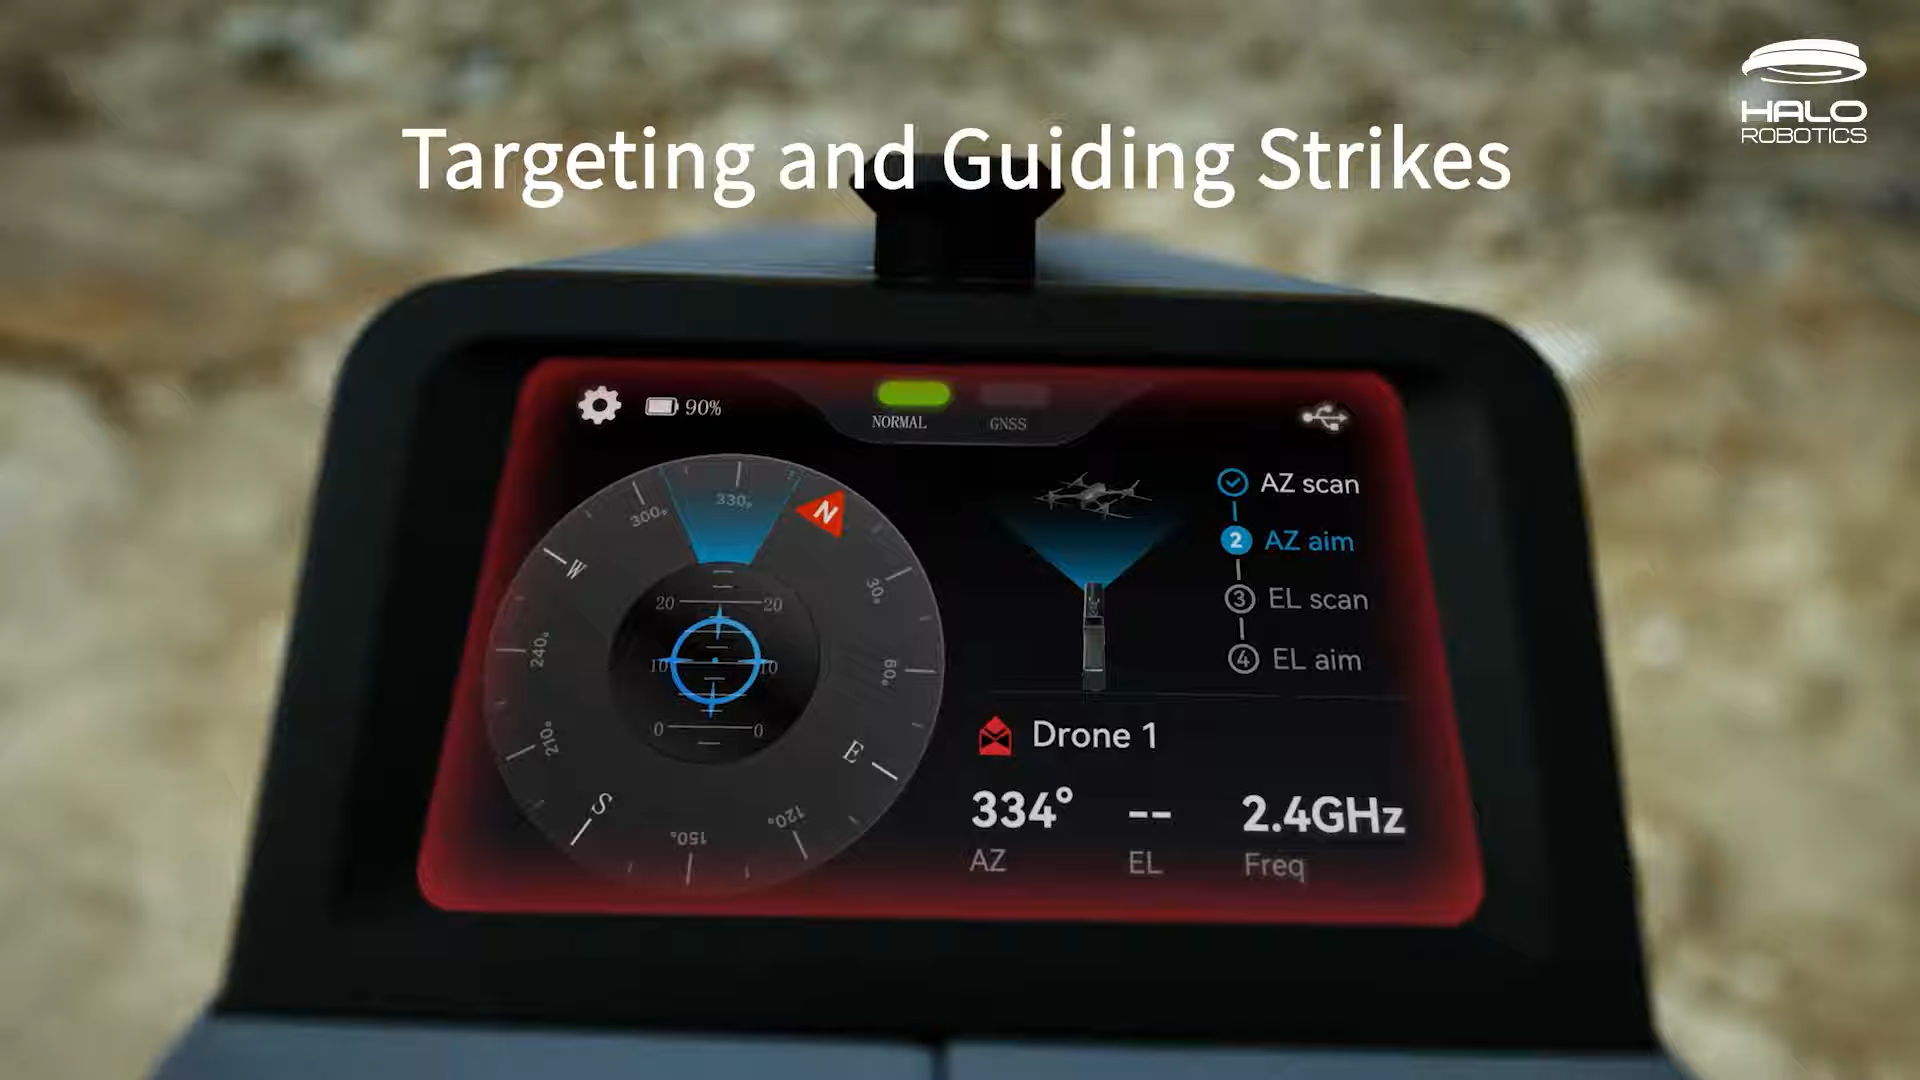 HALO
ROBOTICS
Targeting and Guiding Strikes
90%
NORMAL
GNSS
N
30°
60°
E
120°
150°
S
210°
240°
W
300°
330°
20 20
10 10
0 0
AZ scan
2 AZ aim
3 EL scan
4 EL aim
Drone 1
334° -- 2.4GHz
AZ EL Freq